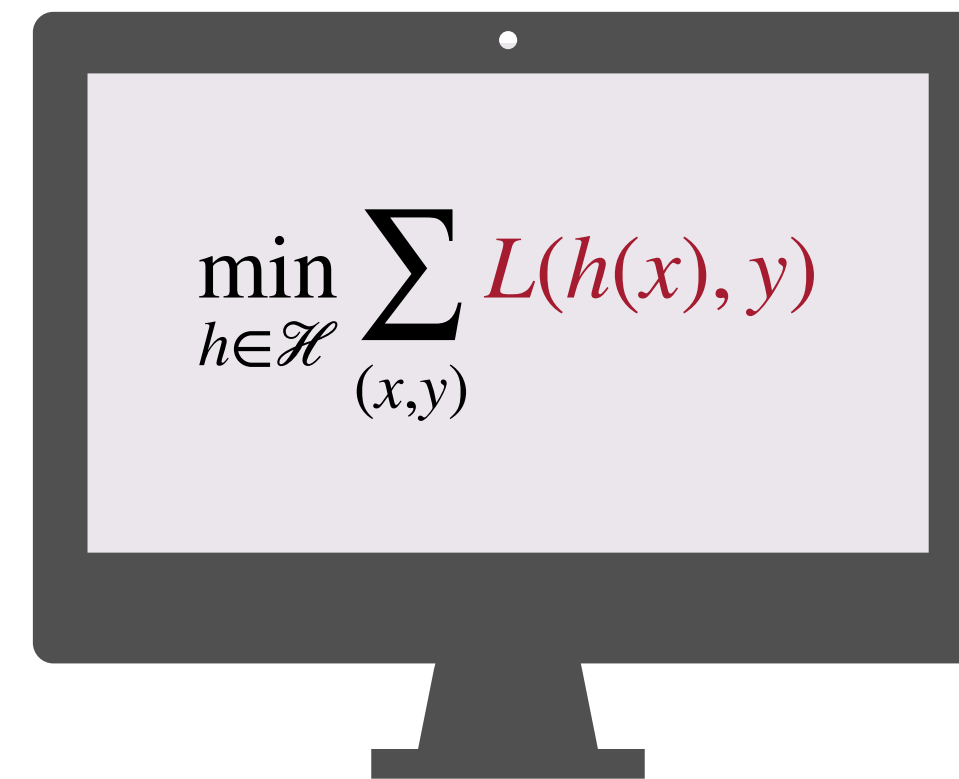 min ∑ L(h(x), y)
h∈ℋ (x,y)